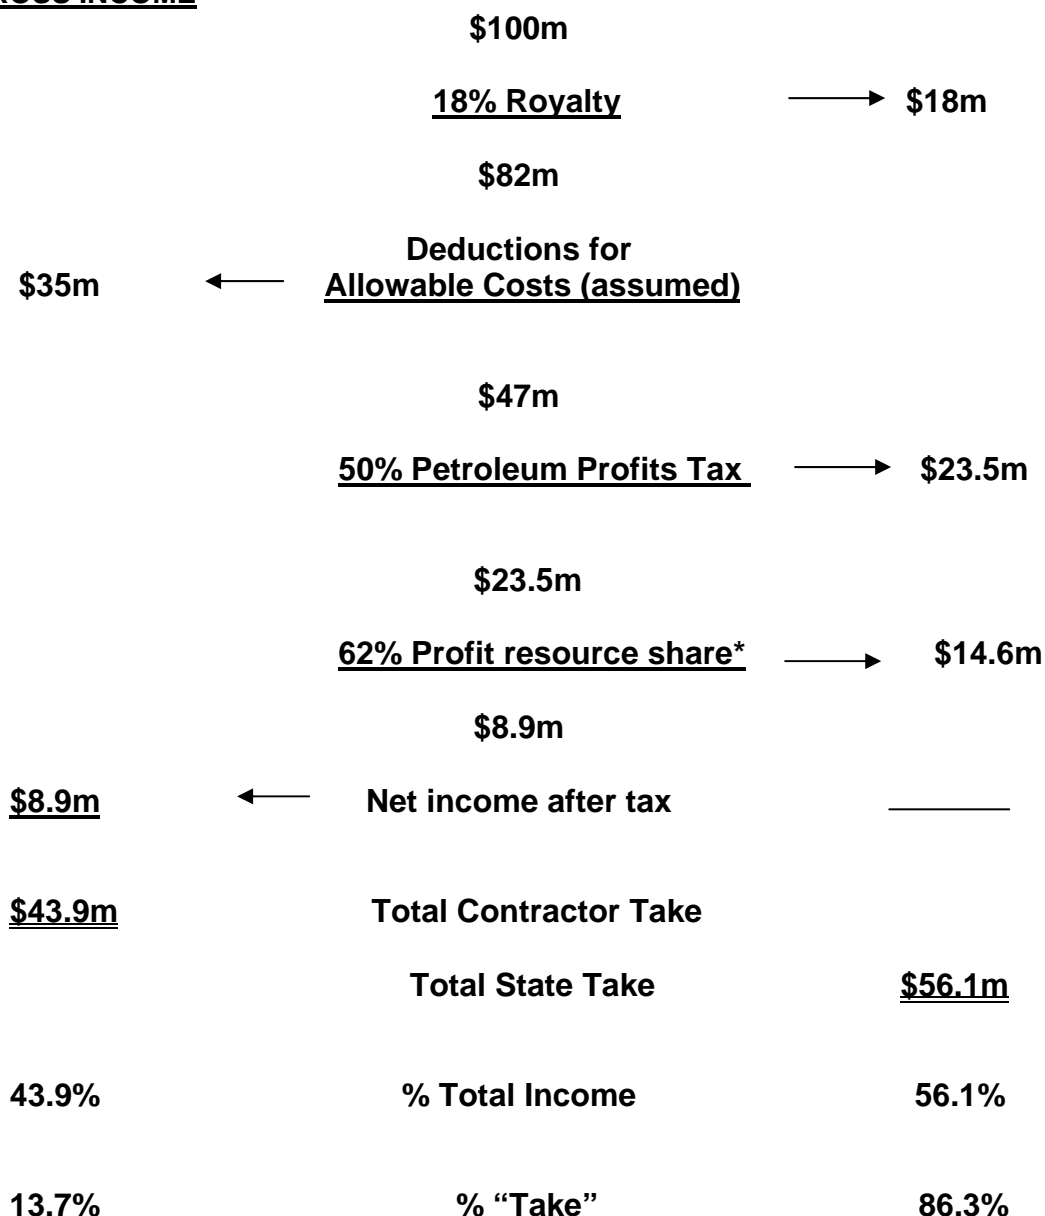 $100m
18% Royalty $18m
$82m
Deductions for
$35m Allowable Costs (assumed)
$47m
50% Petroleum Profits Tax $23.5m
$23.5m
62% Profit resource share* $14.6m
$8.9m
$8.9m Net income after tax
$43.9m Total Contractor Take
Total State Take $56.1m
43.9% % Total Income 56.1%
13.7% % “Take” 86.3%